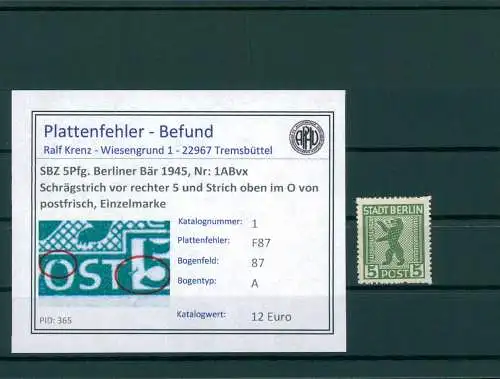 Plattenfehler - Befund
Ralf Krenz - Wiesengrund 1 - 22967 Tremsbüttel
SBZ 5Pfg. Berliner Bär 1945, Nr: 1ABvx
Schrägstrich vor rechter 5 und Strich oben im O von
postfrisch, Einzelmarke
Katalognummer: 1
Plattenfehler: F87
Bogenfeld: 87
Bogentyp: A
Katalogwert: 12 Euro
OST 5
PID: 365
STADT BERLIN
5 POST 5